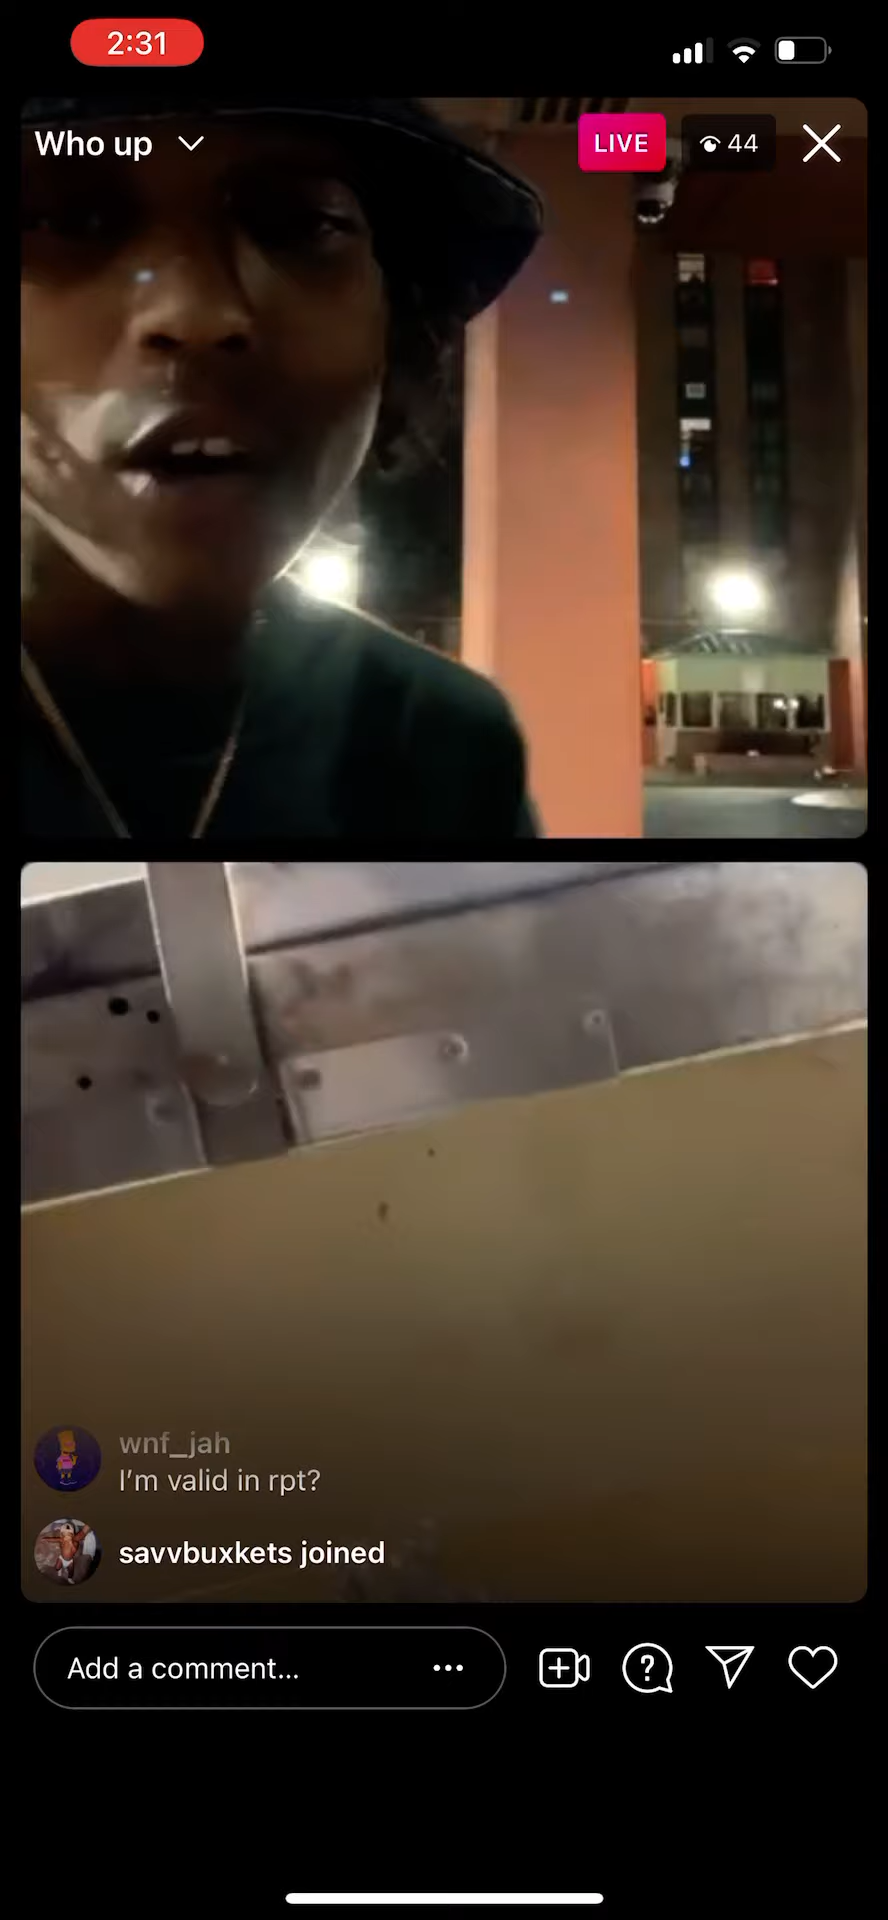 2:31
Who up
LIVE
44
wnf_jah
I'm valid in rpt?
savvbuxkets joined
Add a comment...